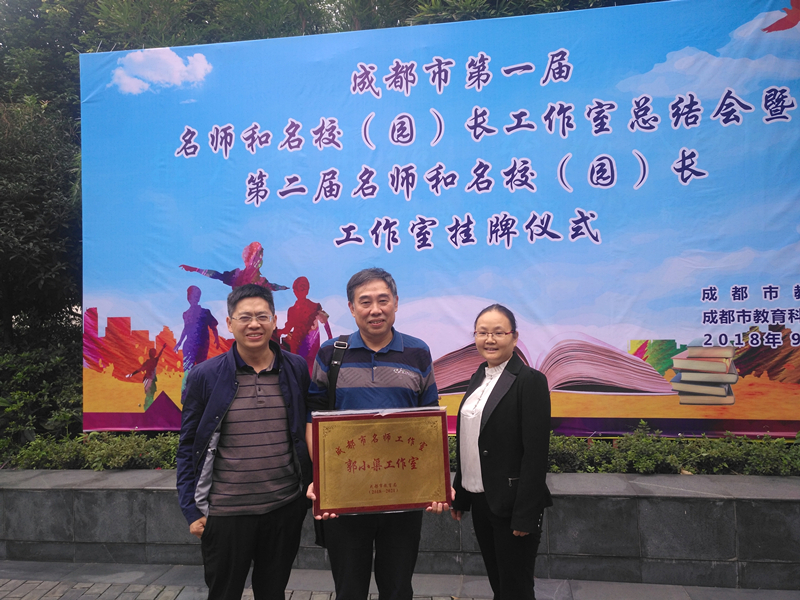 成都市第一届
名师和名校（园）长工作室总结会暨
第二届名师和名校（园）长
工作室挂牌仪式
成都市教
成都市教育科
2018年9
成都市名师工作室
郭小渠工作室